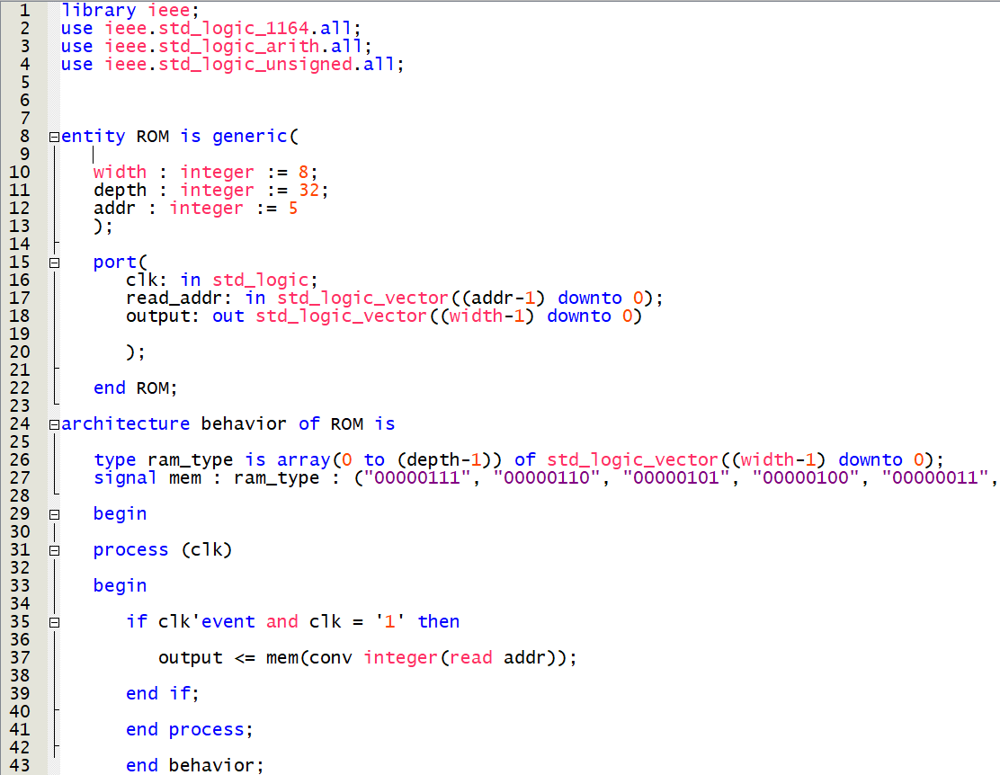 1 library ieee;
2 use ieee.std_logic_1164.all;
3 use ieee.std_logic_arith.all;
4 use ieee.std_logic_unsigned.all;
5
6
7
8 entity ROM is generic(
9
10 width : integer := 8;
11 depth : integer := 32;
12 addr : integer := 5
13 );
14
15 port(
16 clk: in std_logic;
17 read_addr: in std_logic_vector((addr-1) downto 0);
18 output: out std_logic_vector((width-1) downto 0)
19
20 );
21
22 end ROM;
23
24 architecture behavior of ROM is
25
26 type ram_type is array(0 to (depth-1)) of std_logic_vector((width-1) downto 0);
27 signal mem : ram_type : ("00000111", "00000110", "00000101", "00000100", "00000011",
28
29 begin
30
31 process (clk)
32
33 begin
34
35 if clk'event and clk = '1' then
36
37 output <= mem(conv integer(read addr));
38
39 end if;
40
41 end process;
42
43 end behavior;